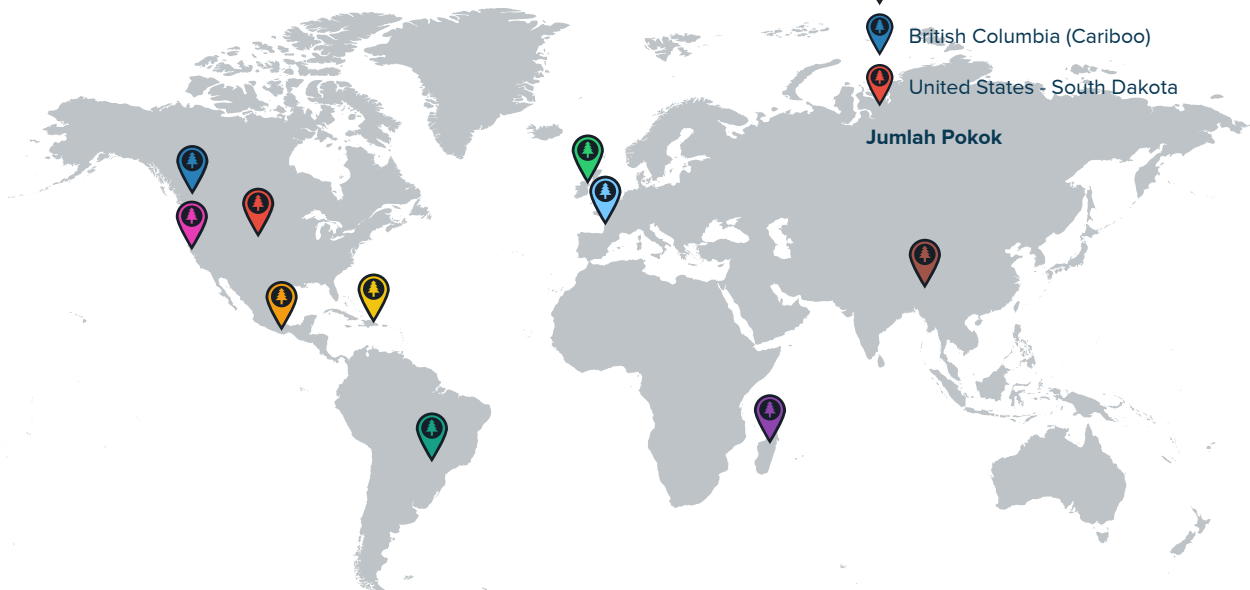 British Columbia (Cariboo)
United States - South Dakota
Jumlah Pokok